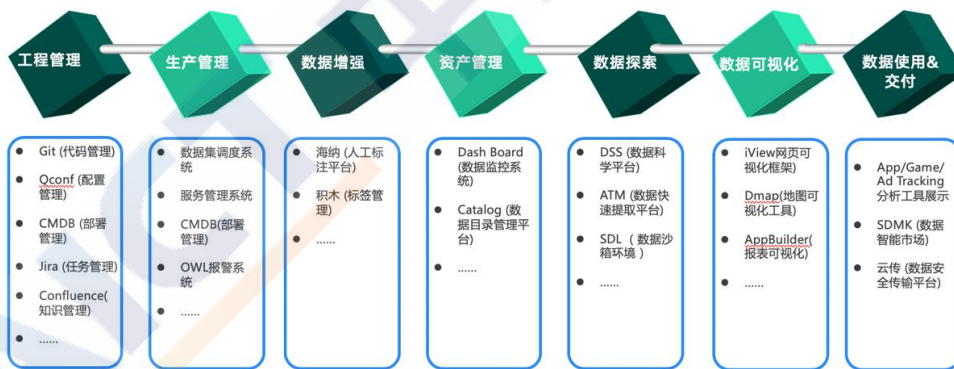 工程管理
生产管理
数据增强
资产管理
数据探索
数据可视化
数据使用&
交付
● Git (代码管理)
● Qconf (配置
管理)
● CMDB (部署
管理)
● Jira (任务管理)
● Confluence(
知识管理)
● ......
● 数据集调度系
统
● 服务管理系统
● CMDB(部署
管理)
● OWL报警系
统
● ......
● 海纳 (人工标
注平台)
● 积木 (标签管
理)
● ......
● Dash Board
(数据监控系
统)
● Catalog (数
据目录管理平
台)
● ......
● DSS (数据科
学平台)
● ATM (数据快
速提取平台)
● SDL （ 数据沙
箱环境 ）
● ......
● iView网页可
视化框架)
● Dmap(地图可
视化工具)
● AppBuilder(
报表可视化)
● ......
● App/Game/
Ad Tracking
分析工具展示
● SDMK (数据
智能市场)
● 云传 (数据安
全传输平台)